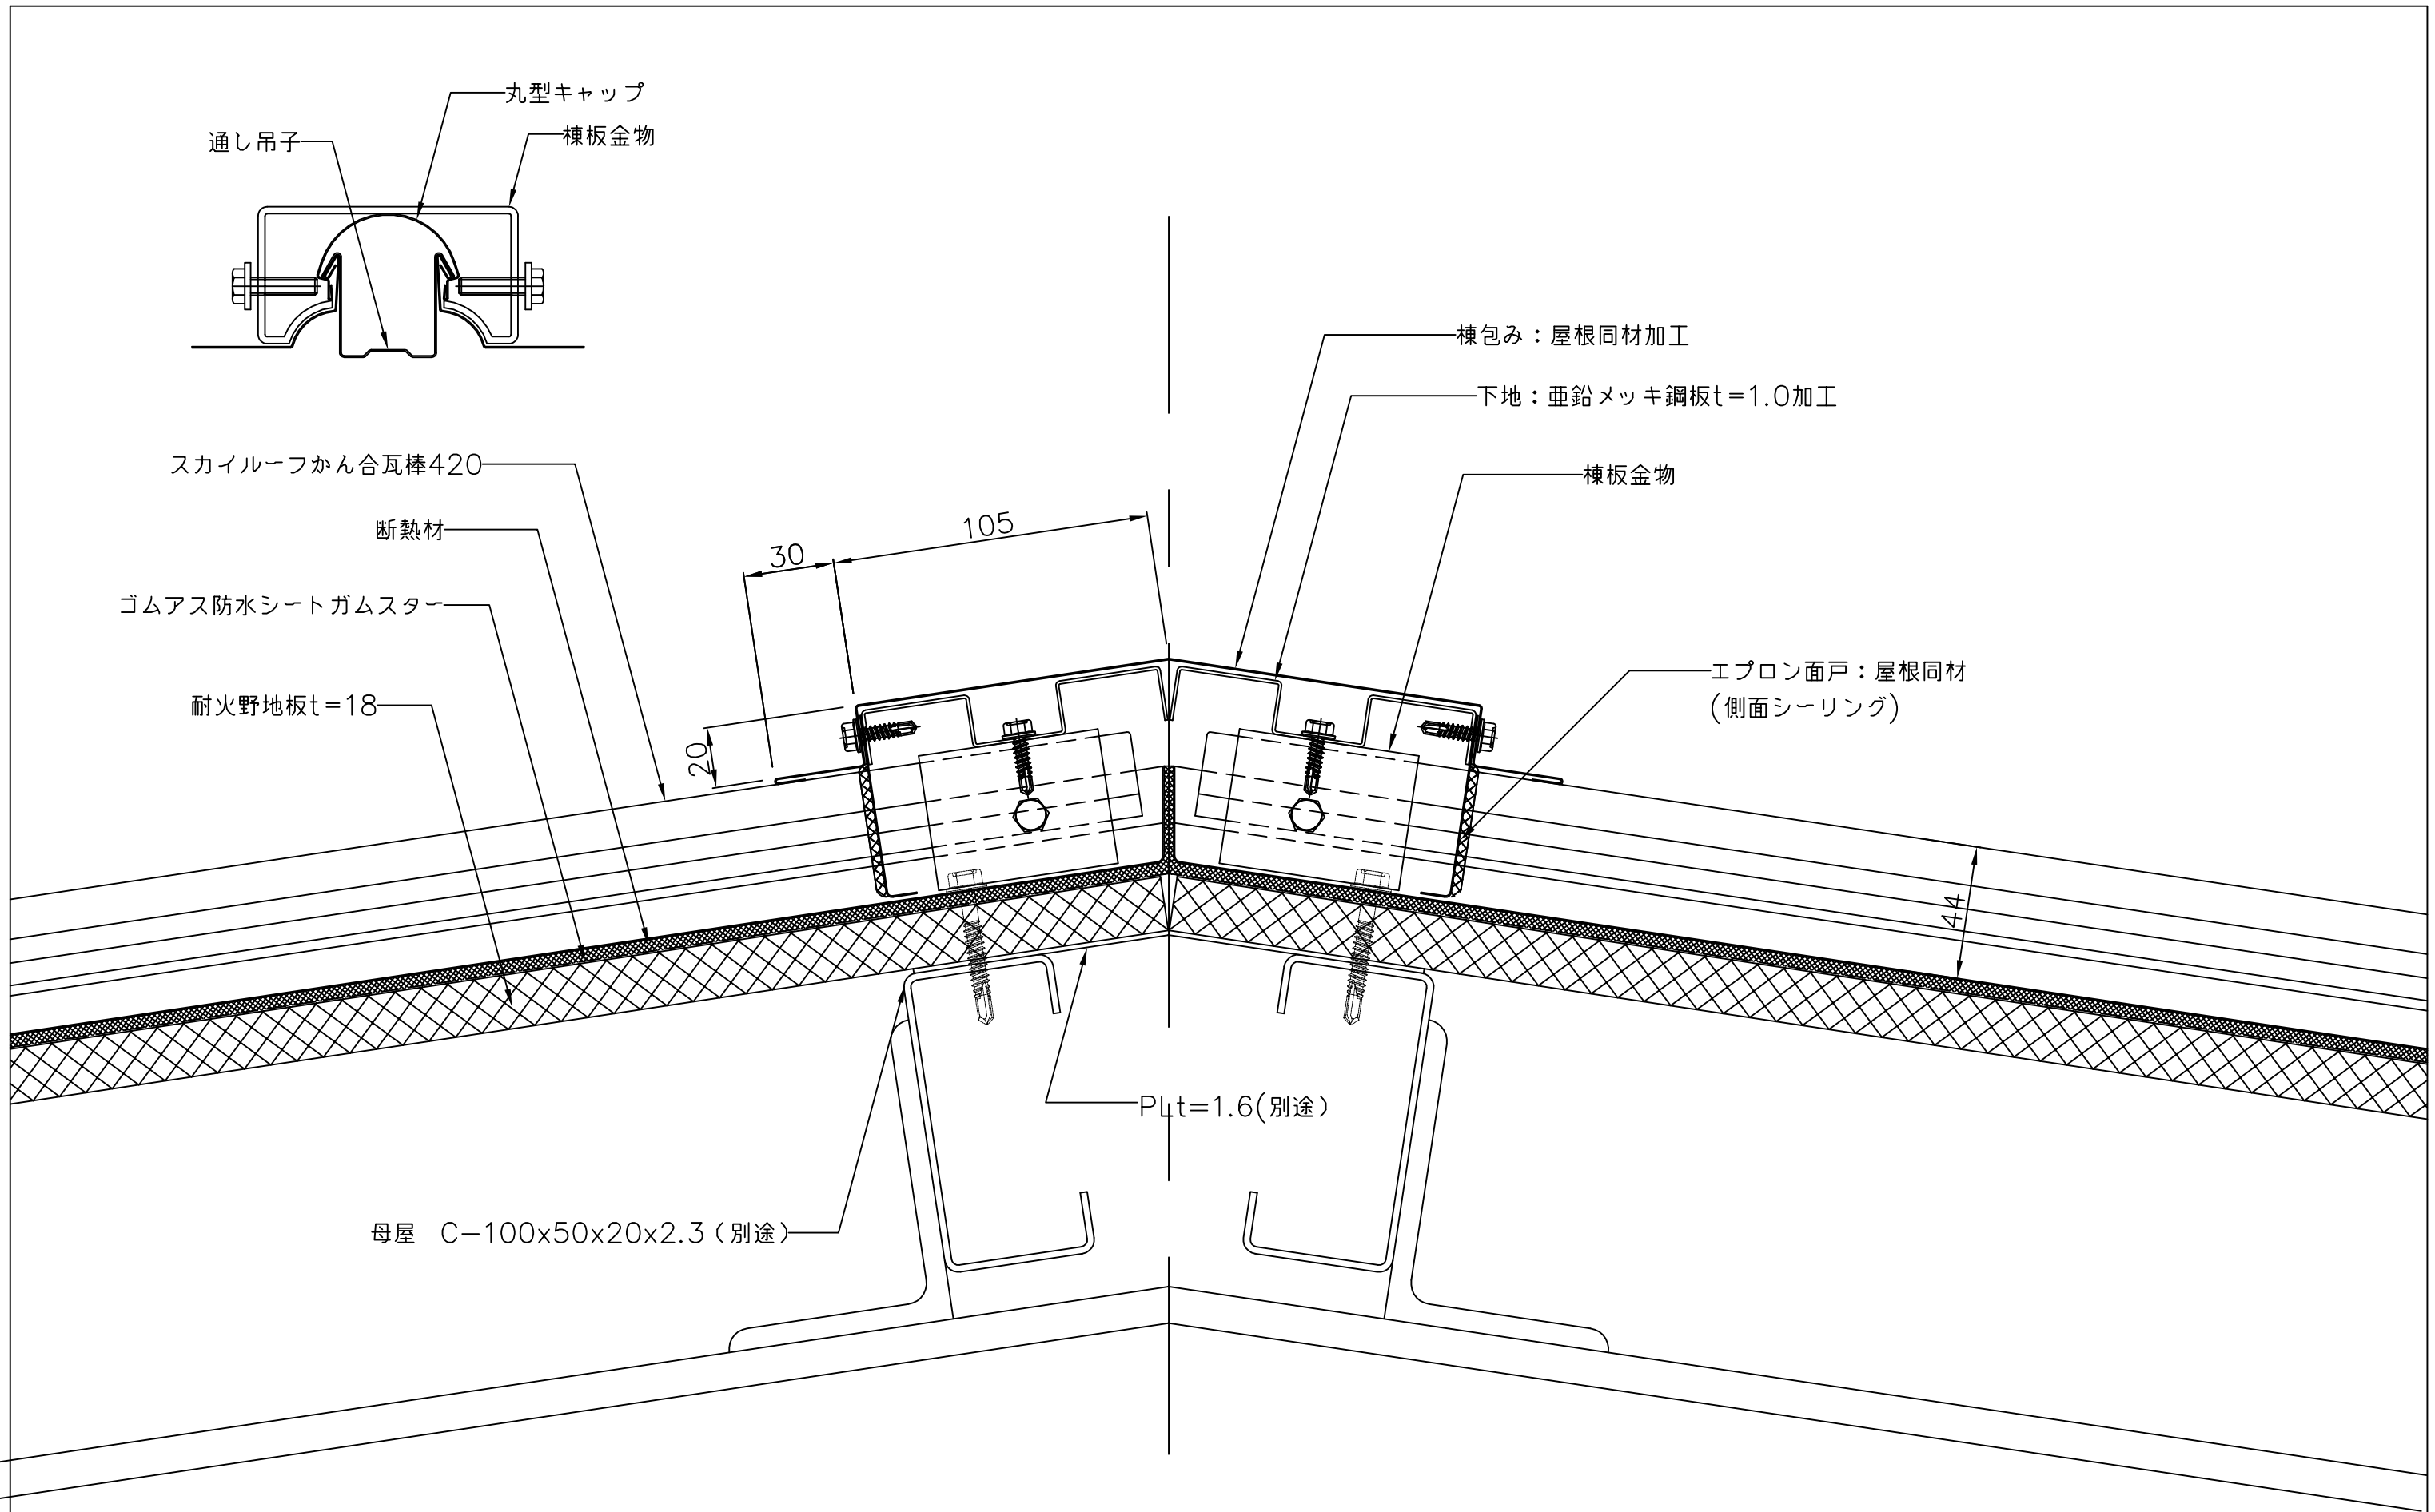 丸型キャップ
棟板金物
通し吊子
棟包み：屋根同材加工
下地：亜鉛メッキ鋼板t=1.0加工
棟板金物
スカイルーフかん合瓦棒420
断熱材
105
30
ゴムアス防水シートガムスター
エプロン面戸：屋根同材
(側面シーリング)
耐火野地板t=18
20
44
PLt=1.6(別途)
母屋　C-100x50x20x2.3(別途)